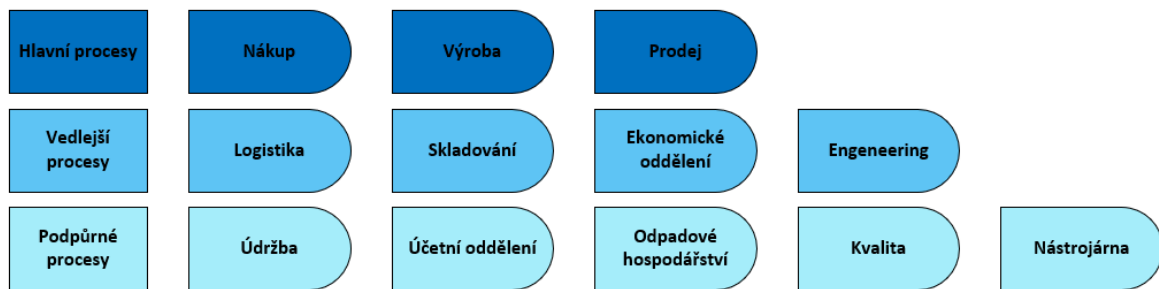 Hlavní procesy
Nákup
Výroba
Prodej
Vedlejší
procesy
Logistika
Skladování
Ekonomické
oddělení
Engeneering
Podpůrné
procesy
Údržba
Účetní oddělení
Odpadové
hospodářství
Kvalita
Nástrojárna